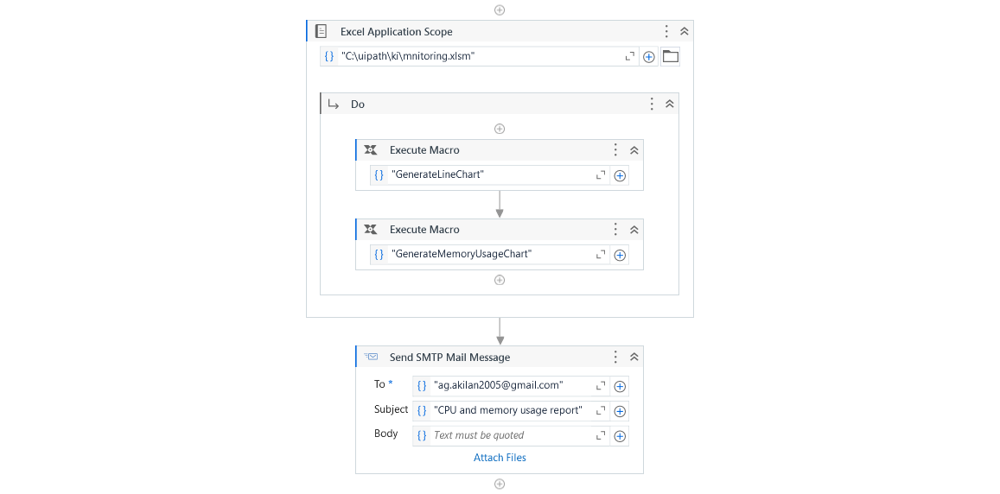 Excel Application Scope
{} "C:\uipath\ki\mnitoring.xlsm"
Do
Execute Macro
{} "GenerateLineChart"
Execute Macro
{} "GenerateMemoryUsageChart"
Send SMTP Mail Message
To * {} "ag.akilan2005@gmail.com"
Subject {} "CPU and memory usage report"
Body {} Text must be quoted
Attach Files